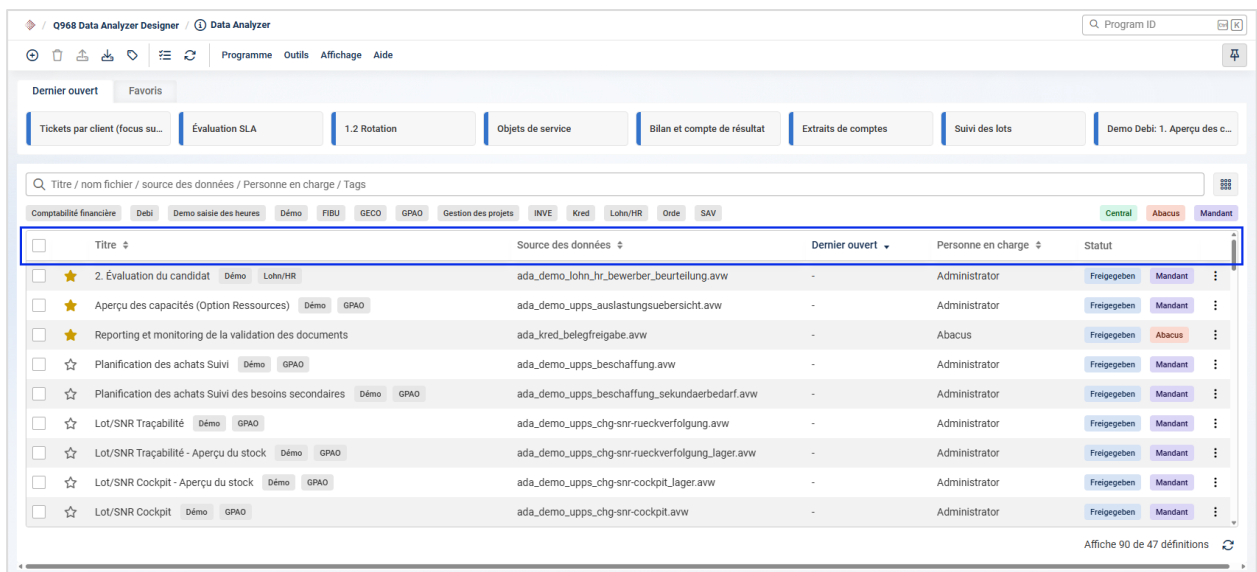 / Q968 Data Analyzer Designer / Data Analyzer
Program ID Ctrl K
Programme Outils Affichage Aide
Dernier ouvert Favoris
Tickets par client (focus su... Évaluation SLA 1.2 Rotation Objets de service Bilan et compte de résultat Extraits de comptes Suivi des lots Demo Debi: 1. Aperçu des c...
Titre / nom fichier / source des données / Personne en charge / Tags
Comptabilité financière Debi Demo saisie des heures Démo FIBU GECO GPAO Gestion des projets INVE Kred Lohn/HR Orde SAV Central Abacus Mandant
Titre Source des données Dernier ouvert Personne en charge Statut
2. Évaluation du candidat Démo Lohn/HR ada_demo_lohn_hr_bewerber_beurteilung.avw - Administrator Freigegeben Mandant
Aperçu des capacités (Option Ressources) Démo GPAO ada_demo_upps_auslastungsuebersicht.avw - Administrator Freigegeben Mandant
Reporting et monitoring de la validation des documents ada_kred_belegfreigabe.avw - Abacus Freigegeben Abacus
Planification des achats Suivi Démo GPAO ada_demo_upps_beschaffung.avw - Administrator Freigegeben Mandant
Planification des achats Suivi des besoins secondaires Démo GPAO ada_demo_upps_beschaffung_sekundaerbedarf.avw - Administrator Freigegeben Mandant
Lot/SNR Traçabilité Démo GPAO ada_demo_upps_chg-snr-rueckverfolgung.avw - Administrator Freigegeben Mandant
Lot/SNR Traçabilité - Aperçu du stock Démo GPAO ada_demo_upps_chg-snr-rueckverfolgung_lager.avw - Administrator Freigegeben Mandant
Lot/SNR Cockpit - Aperçu du stock Démo GPAO ada_demo_upps_chg-snr-cockpit_lager.avw - Administrator Freigegeben Mandant
Lot/SNR Cockpit Démo GPAO ada_demo_upps_chg-snr-cockpit.avw - Administrator Freigegeben Mandant
Affiche 90 de 47 définitions